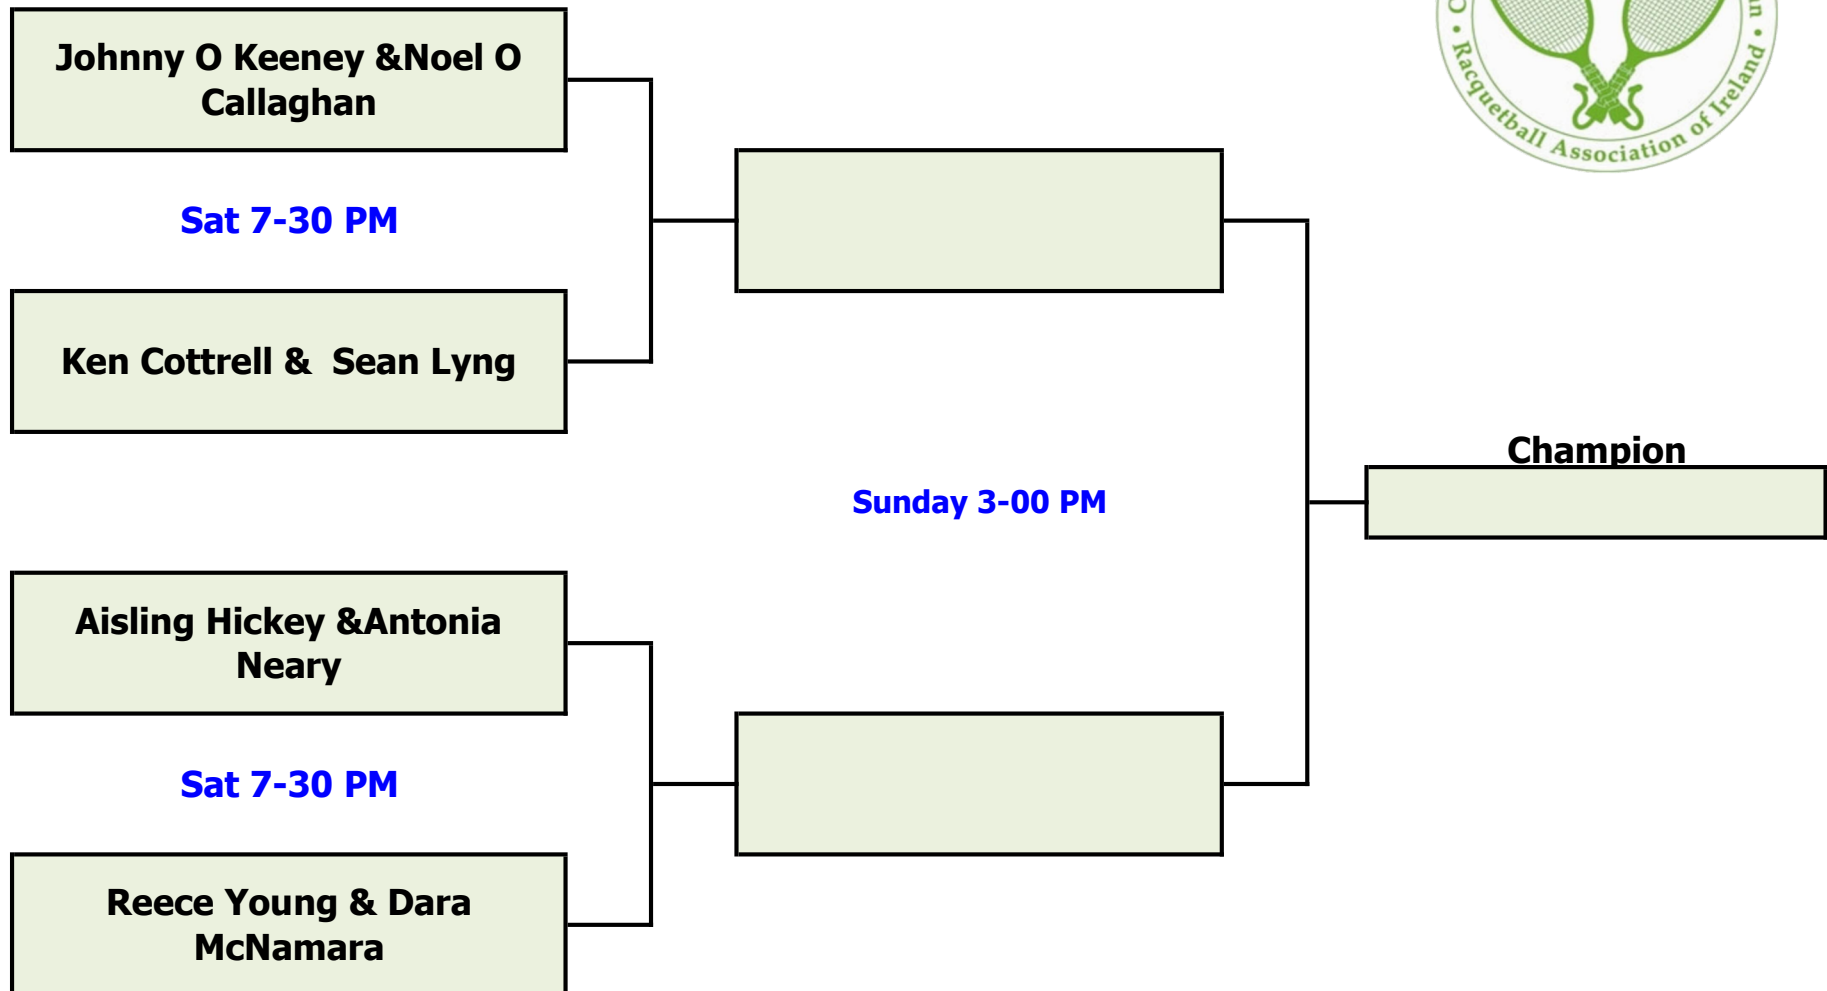 Johnny O Keeney &Noel O
Callaghan
Sat 7-30 PM
Ken Cottrell &  Sean Lyng
Aisling Hickey &Antonia
Neary
Sat 7-30 PM
Reece Young & Dara
McNamara
Sunday 3-00 PM
Champion
• Racquetball Association of Ireland •